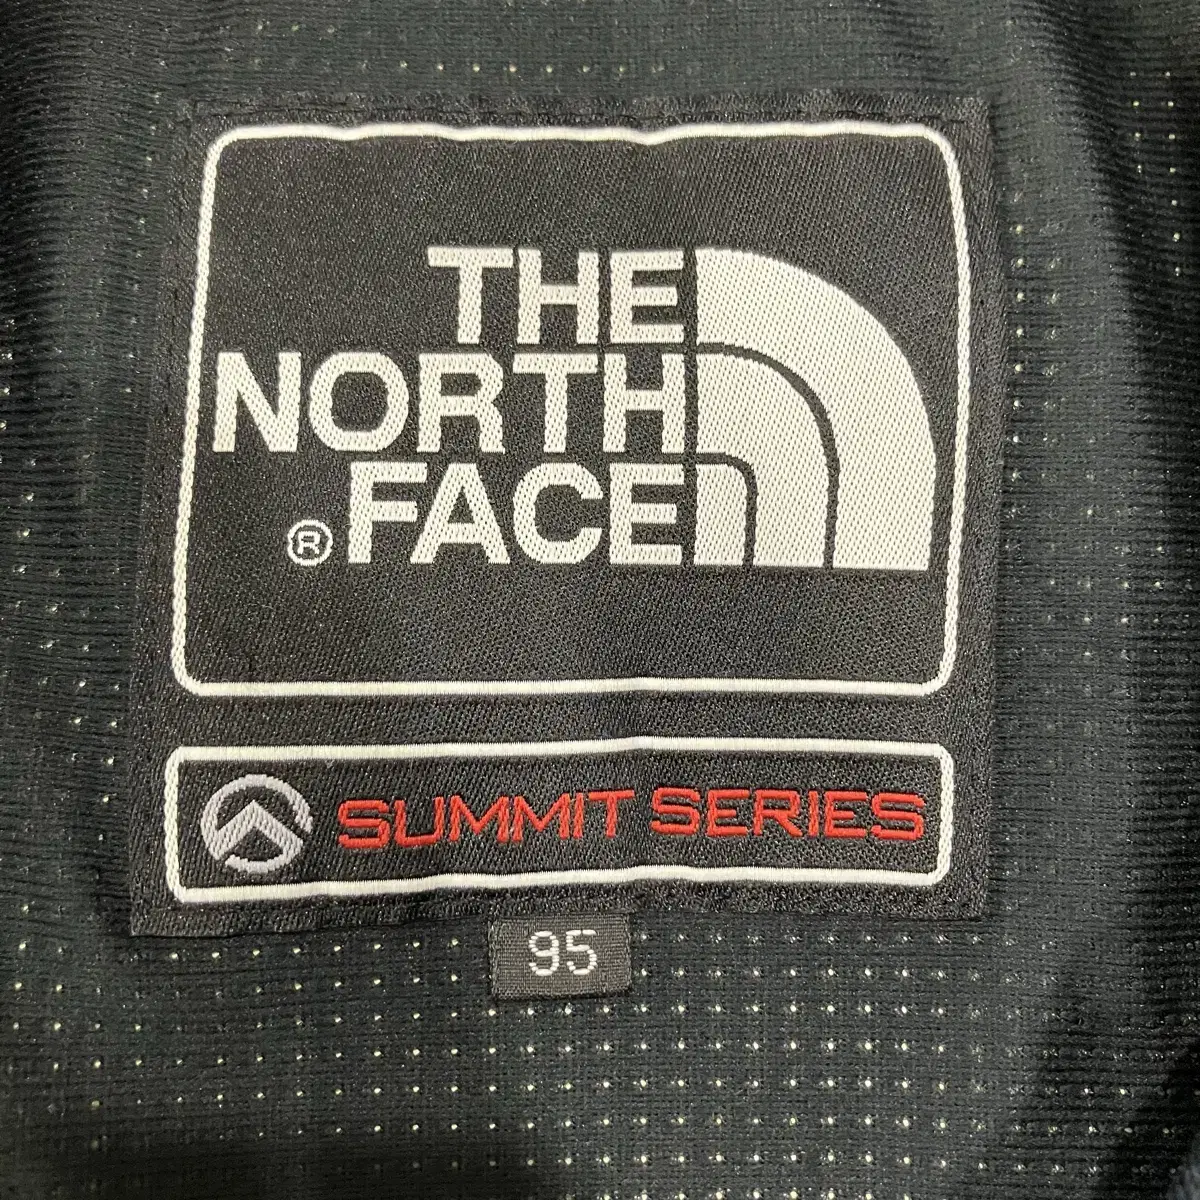 THE
NORTH
® FACE
SUMMIT SERIES
95